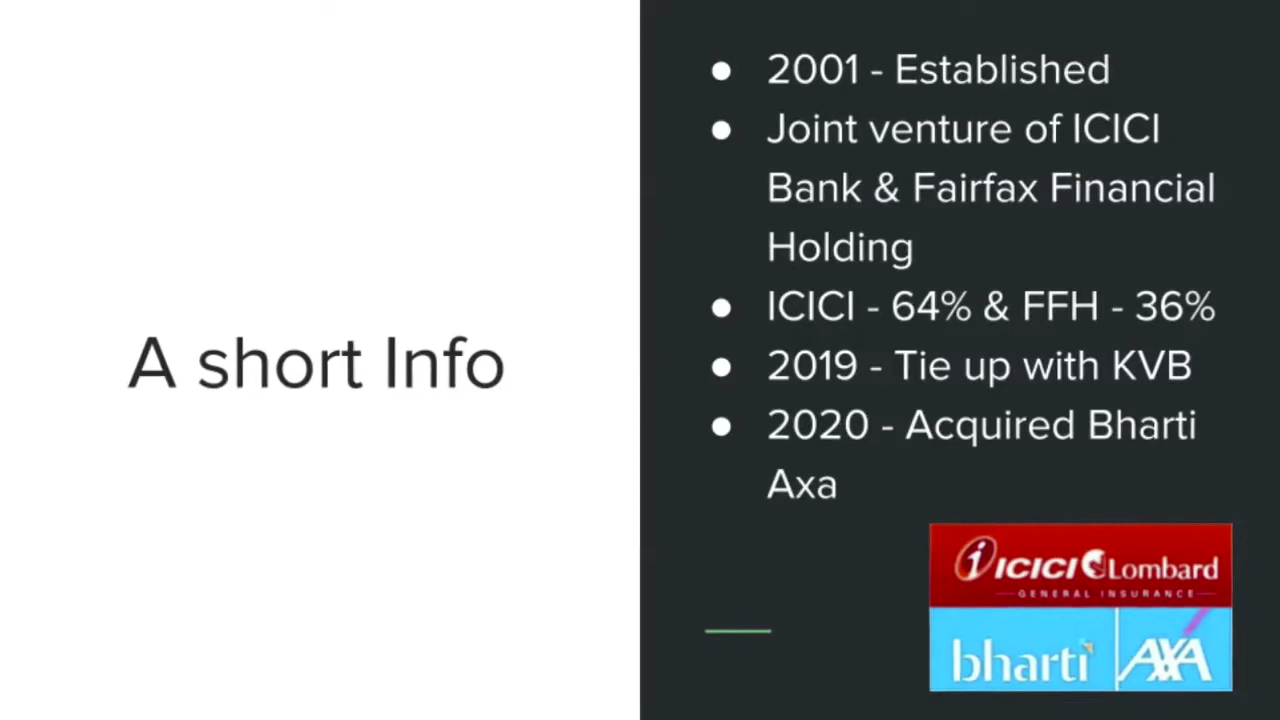 A short Info
● 2001 - Established
● Joint venture of ICICI
Bank & Fairfax Financial
Holding
● ICICI - 64% & FFH - 36%
● 2019 - Tie up with KVB
● 2020 - Acquired Bharti
Axa
ICICI Lombard
GENERAL INSURANCE
bharti AXA